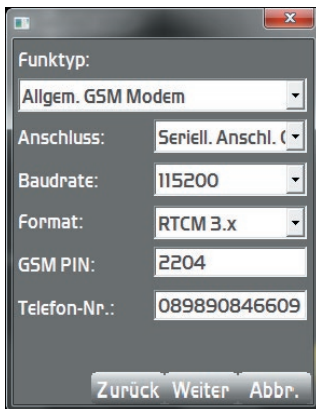 Funktyp:
Allgem. GSM Modem
Anschluss: Seriell. Anschl.
Baudrate: 115200
Format: RTCM 3.x
GSM PIN: 2204
Telefon-Nr.: 089890846609
Zurück Weiter Abbr.